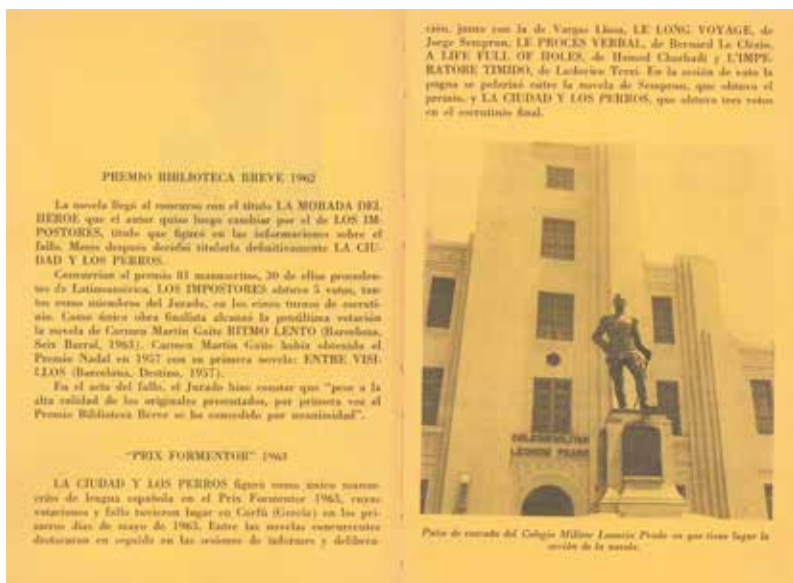 PREMIO BIBLIOTECA BREVE 1962
La novela llegó al concurso con el título LA MORADA DEL
HEROE que el autor quiso luego cambiar por el de LOS IM-
POSTORES, título que figuró en las informaciones sobre el
fallo. Meses después decidió titularla definitivamente LA CIU-
DAD Y LOS PERROS.
Concurrían al premio 81 manuscritos, 30 de ellos proceden-
tes de Latinoamérica. LOS IMPOSTORES obtuvo 5 votos, tan-
tos como miembros del Jurado, en los cinco turnos de escruti-
nio. Como única obra finalista alcanzó la penúltima votación
la novela de Carmen Martín Gaite RITMO LENTO (Barcelona,
Seix Barral, 1963). Carmen Martín Gaite había obtenido el
Premio Nadal en 1957 con su primera novela: ENTRE VISI-
LLOS (Barcelona, Destino, 1957).
En el acta del fallo, el Jurado hizo constar que "pese a la
alta calidad de los originales presentados, por primera vez el
Premio Biblioteca Breve se ha concedido por unanimidad".
"PRIX FORMENTOR" 1963
LA CIUDAD Y LOS PERROS figuró como único manus-
crito de lengua española en el Prix Formentor 1963, cuyas
votaciones y fallo tuvieron lugar en Corfú (Grecia) en los pri-
meros días de mayo de 1963. Entre las novelas concurrentes
destacaron en seguida en las sesiones de informes y delibera-
ción, junto con la de Vargas Llosa, LE LONG VOYAGE, de
Jorge Semprun, LE PROCES VERBAL, de Bernard Le Clezio,
A LIFE FULL OF HOLES, de Hamed Charhadi y L'IMPE-
RATORE TIMIDO, de Ludovico Terzi. En la sesión de voto la
pugna se polarizó entre la novela de Semprun, que obtuvo el
premio, y LA CIUDAD Y LOS PERROS, que obtuvo tres votos
en el escrutinio final.
COLEGIO MILITAR
LEONCIO PRADO
Patio de entrada del Colegio Militar Leoncio Prado en que tiene lugar la
acción de la novela.